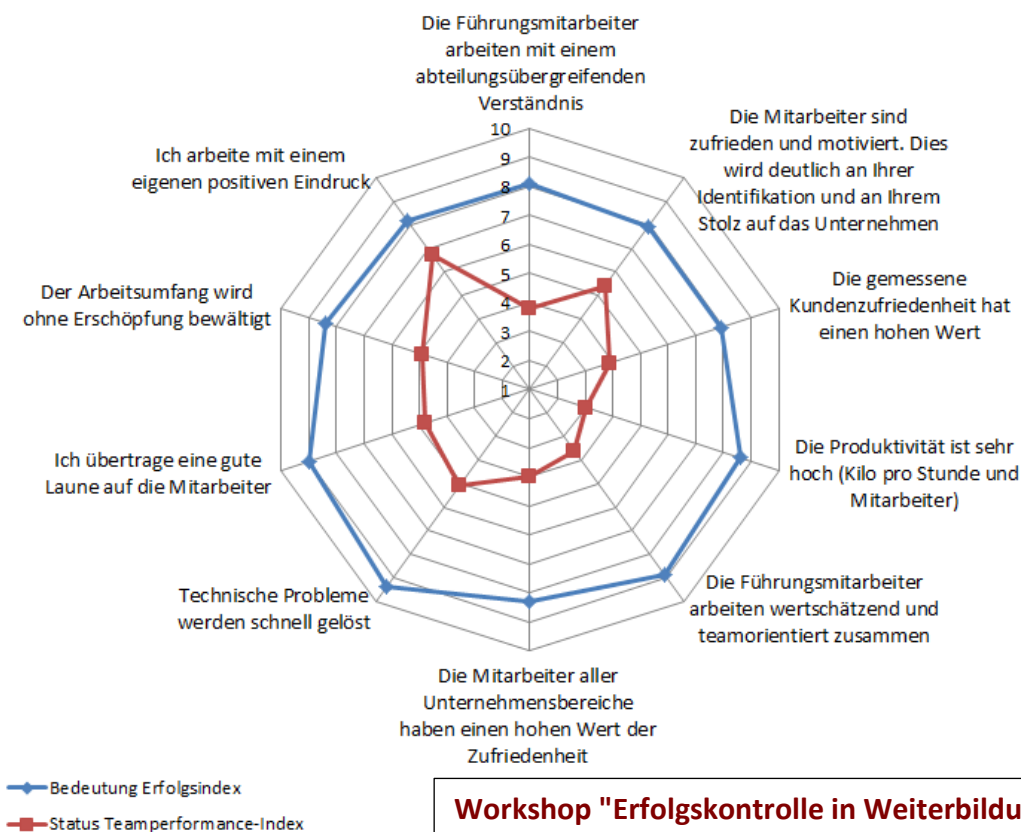 Die Führungsmitarbeiter
arbeiten mit einem
abteilungsübergreifenden
Verständnis
Die Mitarbeiter sind
zufrieden und motiviert. Dies
wird deutlich an Ihrer
Identifikation und an Ihrem
Stolz auf das Unternehmen
Die gemessene
Kundenzufriedenheit hat
einen hohen Wert
Die Produktivität ist sehr
hoch (Kilo pro Stunde und
Mitarbeiter)
Die Führungsmitarbeiter
arbeiten wertschätzend und
teamorientiert zusammen
Die Mitarbeiter aller
Unternehmensbereiche
haben einen hohen Wert der
Zufriedenheit
Technische Probleme
werden schnell gelöst
Ich übertrage eine gute
Laune auf die Mitarbeiter
Der Arbeitsumfang wird
ohne Erschöpfung bewältigt
Ich arbeite mit einem
eigenen positiven Eindruck
10
9
8
7
6
5
4
3
2
1
Bedeutung Erfolgsindex
Status Teamperformance-Index
Workshop "Erfolgskontrolle in Weiterbildu